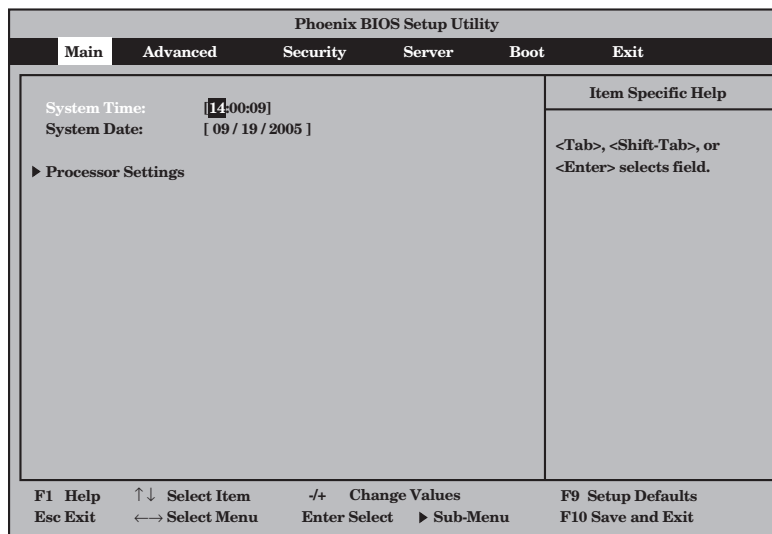 Phoenix BIOS Setup Utility
Main Advanced Security Server Boot Exit
System Time: [14:00:09]
System Date: [ 09 / 19 / 2005 ]
▶ Processor Settings
Item Specific Help
<Tab>, <Shift-Tab>, or
<Enter> selects field.
F1 Help ↑↓ Select Item -/+ Change Values F9 Setup Defaults
Esc Exit ←→ Select Menu Enter Select ▶ Sub-Menu F10 Save and Exit